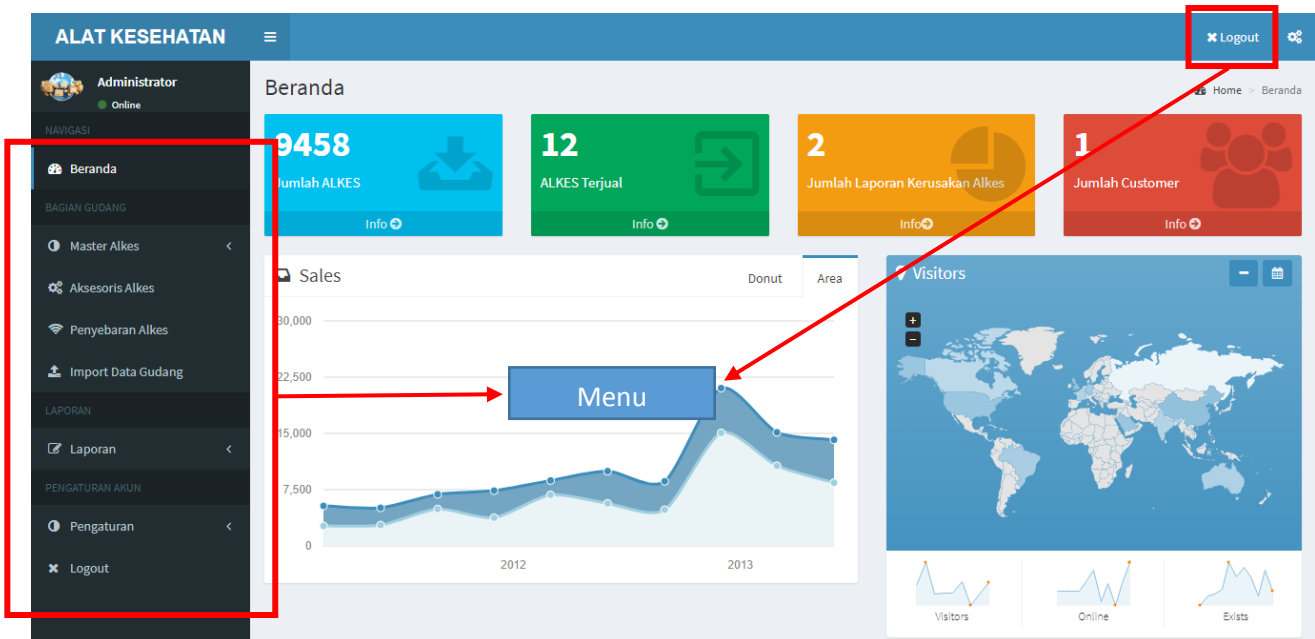 ALAT KESEHATAN
Logout
Administrator
Online
Beranda
Home > Beranda
NAVIGASI
Beranda
BAGIAN GUDANG
Master Alkes
Aksesoris Alkes
Penyebaran Alkes
Import Data Gudang
LAPORAN
Laporan
PENGATURAN AKUN
Pengaturan
Logout
9458
Jumlah ALKES
Info
12
ALKES Terjual
Info
2
Jumlah Laporan Kerusakan Alkes
Info
1
Jumlah Customer
Info
Sales
Donut
Area
30,000
22,500
15,000
7,500
0
2012
2013
Menu
Visitors
+
−
Visitors
Online
Exists